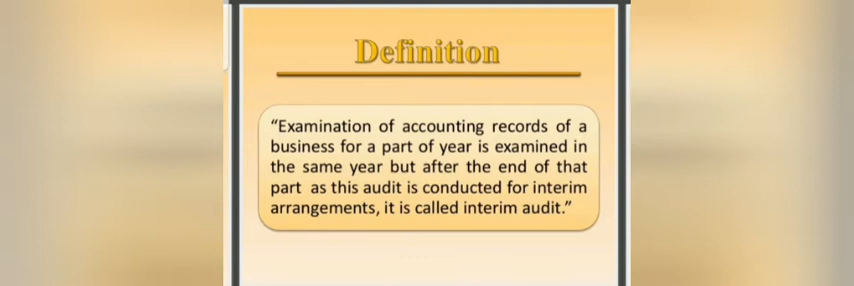 Definition
“Examination of accounting records of a
business for a part of year is examined in
the same year but after the end of that
part as this audit is conducted for interim
arrangements, it is called interim audit.”